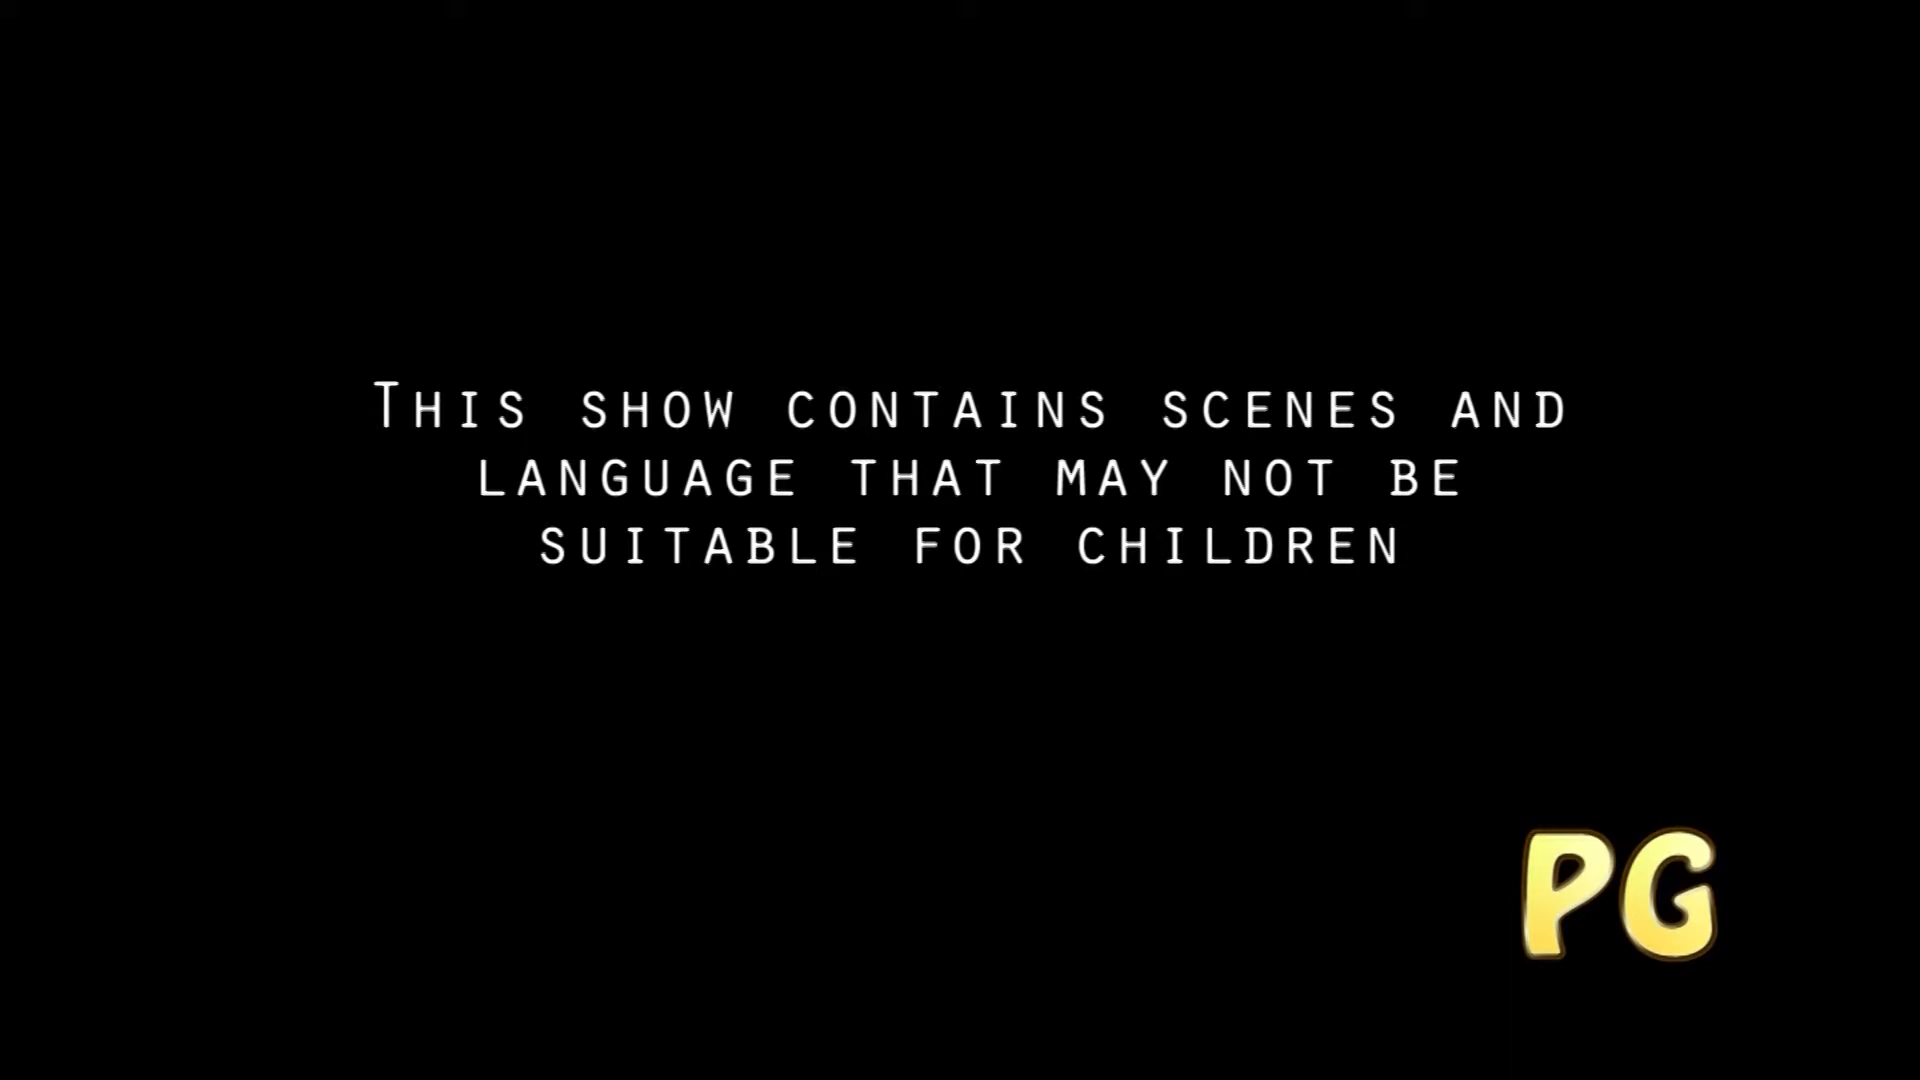 This show contains scenes and
language that may not be
suitable for children
PG